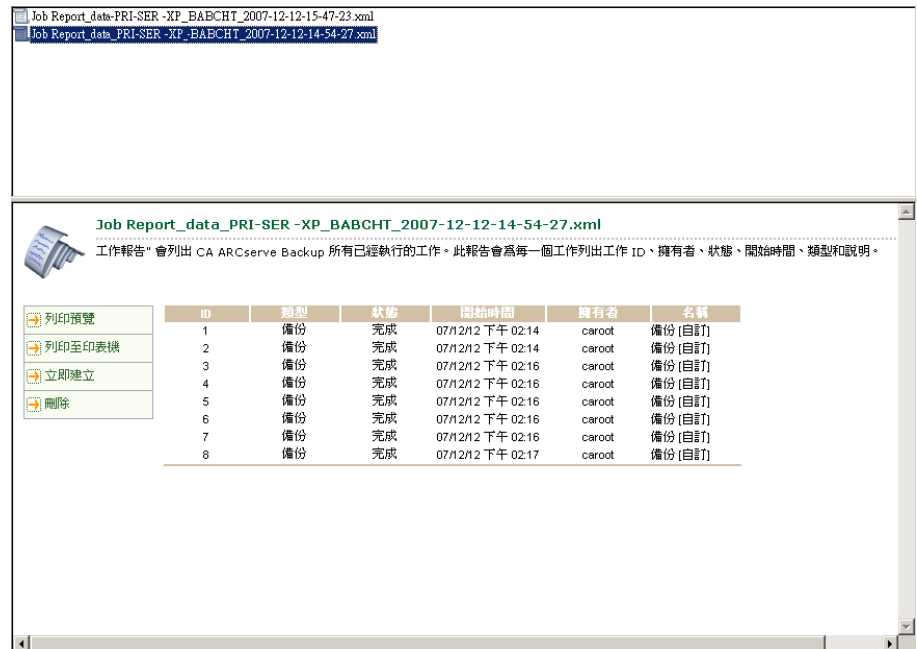 Job Report_data-PRI-SER -XP_BABCHT_2007-12-12-15-47-23.xml
Job Report_data_PRI-SER -XP_-BABCHT_2007-12-12-14-54-27.xml
Job Report_data_PRI-SER -XP_BABCHT_2007-12-12-14-54-27.xml
工作報告" 會列出 CA ARCserve Backup 所有已經執行的工作。此報告會為每一個工作列出工作 ID、擁有者、狀態、開始時間、類型和說明。
列印預覽
列印至印表機
立即建立
刪除
ID 類型 狀態 開始時間 擁有者 名稱
1 備份 完成 07/12/12 下午 02:14 caroot 備份 [自訂]
2 備份 完成 07/12/12 下午 02:14 caroot 備份 [自訂]
3 備份 完成 07/12/12 下午 02:16 caroot 備份 [自訂]
4 備份 完成 07/12/12 下午 02:16 caroot 備份 [自訂]
5 備份 完成 07/12/12 下午 02:16 caroot 備份 [自訂]
6 備份 完成 07/12/12 下午 02:16 caroot 備份 [自訂]
7 備份 完成 07/12/12 下午 02:16 caroot 備份 [自訂]
8 備份 完成 07/12/12 下午 02:17 caroot 備份 [自訂]